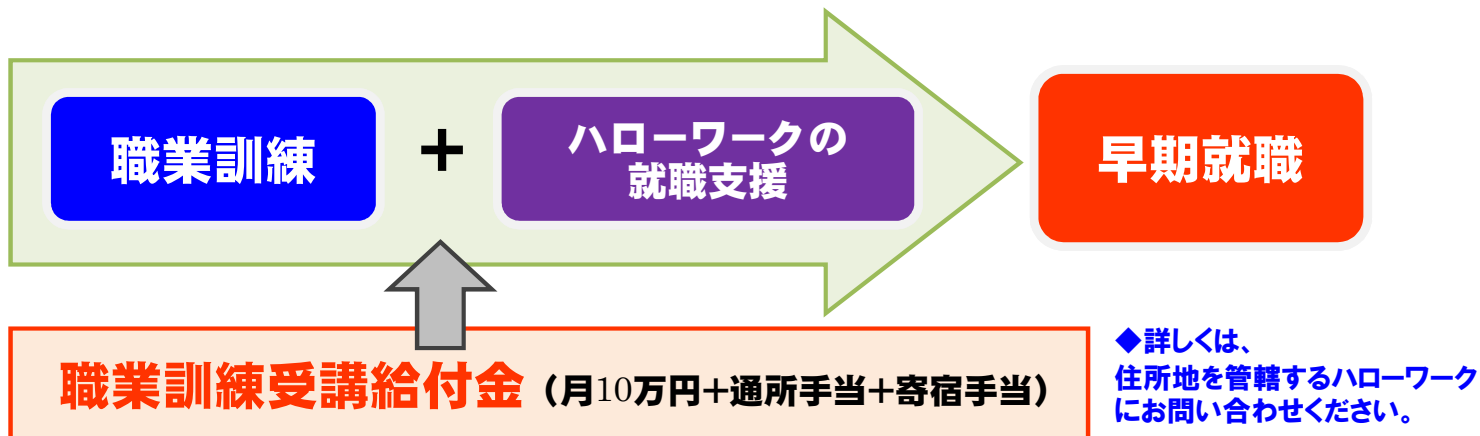 職業訓練
+
ハローワークの
就職支援
早期就職
職業訓練受講給付金（月10万円+通所手当+寄宿手当）
◆詳しくは、
住所地を管轄するハローワーク
にお問い合わせください。